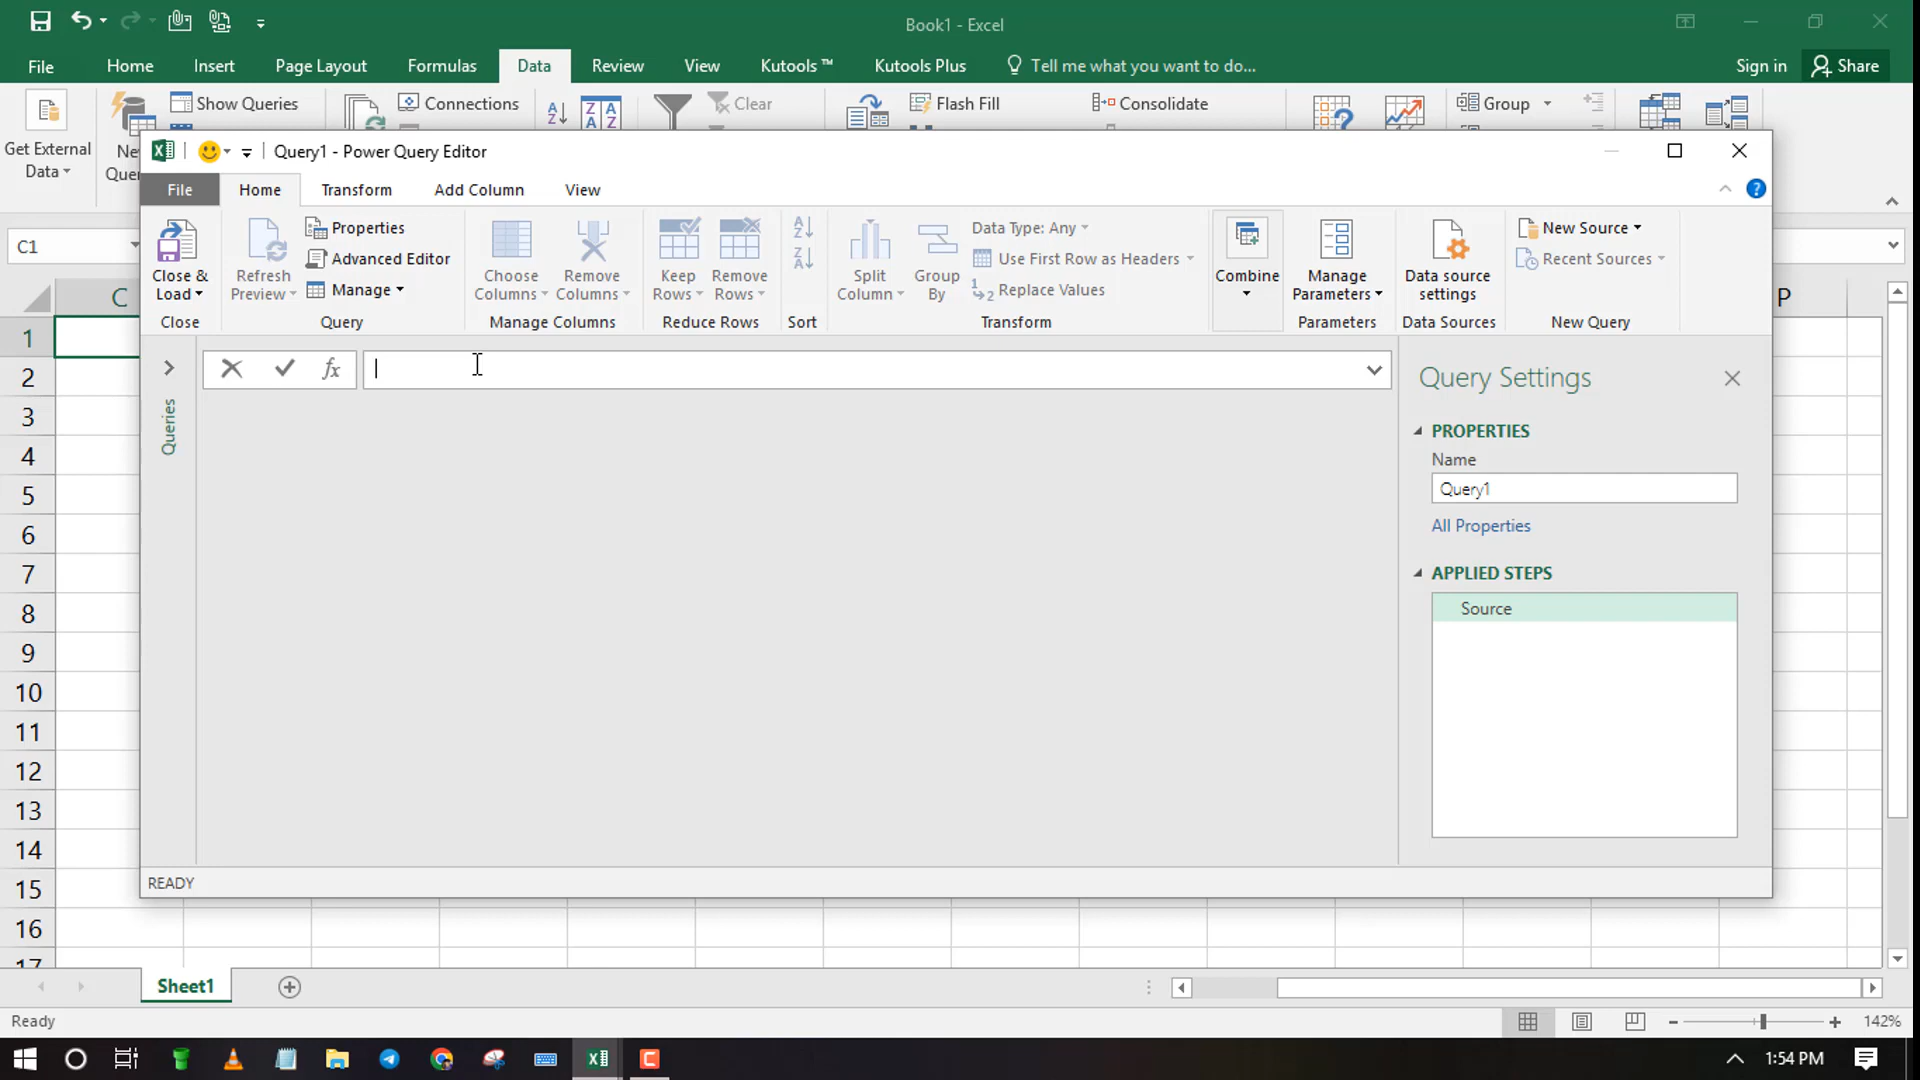 Book1 - Excel
File Home Insert Page Layout Formulas Data Review View Kutools ™ Kutools Plus Tell me what you want to do... Sign in Share
Get External Data
New
Show Queries
Connections
Clear
Flash Fill
Consolidate
Group
Query1 - Power Query Editor
File Home Transform Add Column View
Close & Load
Close
Refresh Preview
Properties
Advanced Editor
Manage
Query
Choose Columns
Remove Columns
Manage Columns
Keep Rows
Remove Rows
Reduce Rows
Sort
Split Column
Group By
Data Type: Any
Use First Row as Headers
Replace Values
Transform
Combine
Manage Parameters
Parameters
Data source settings
Data Sources
New Source
Recent Sources
New Query
C1
C P
fx
Queries
Query Settings
PROPERTIES
Name
Query1
All Properties
APPLIED STEPS
Source
1
2
3
4
5
6
7
8
9
10
11
12
13
14
15
16
17
READY
Sheet1
Ready
142%
1:54 PM